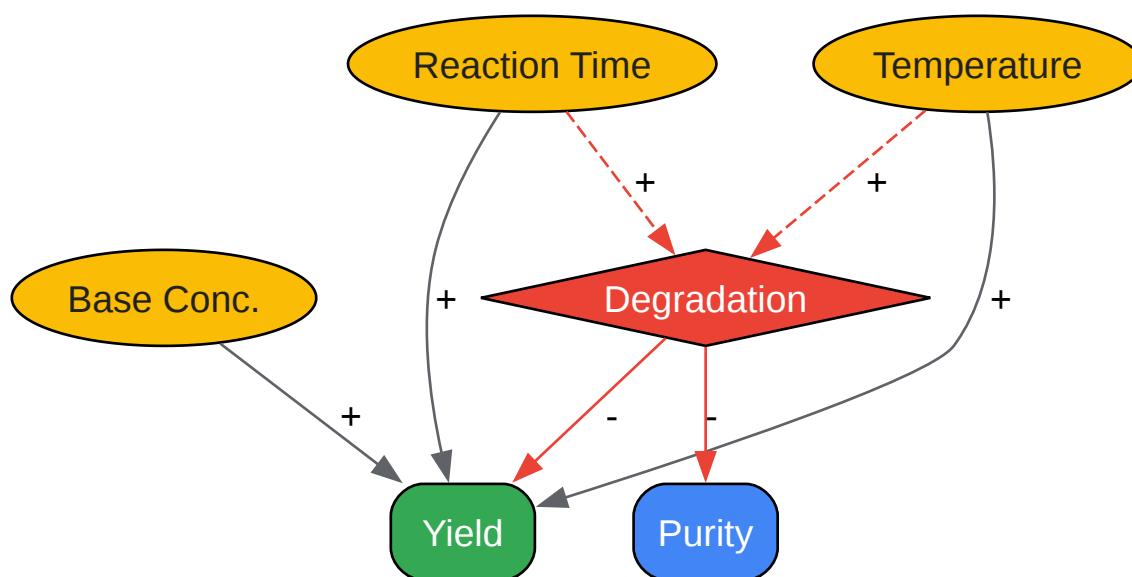 Reaction Time
Temperature
+
+
Base Conc.
+
Degradation
+
+
-
-
Yield
Purity